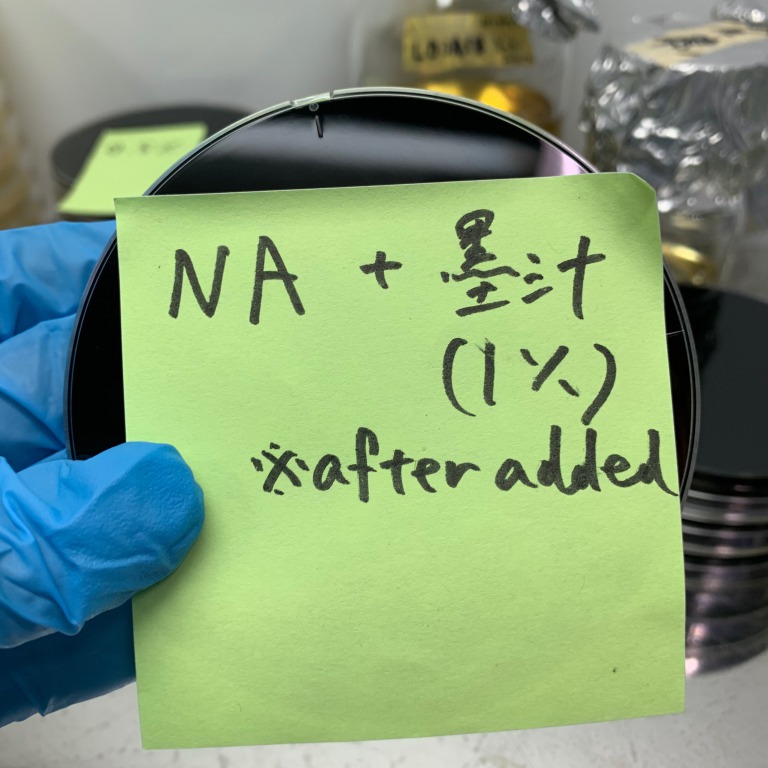 NA + 墨汁
(1%)
※after added